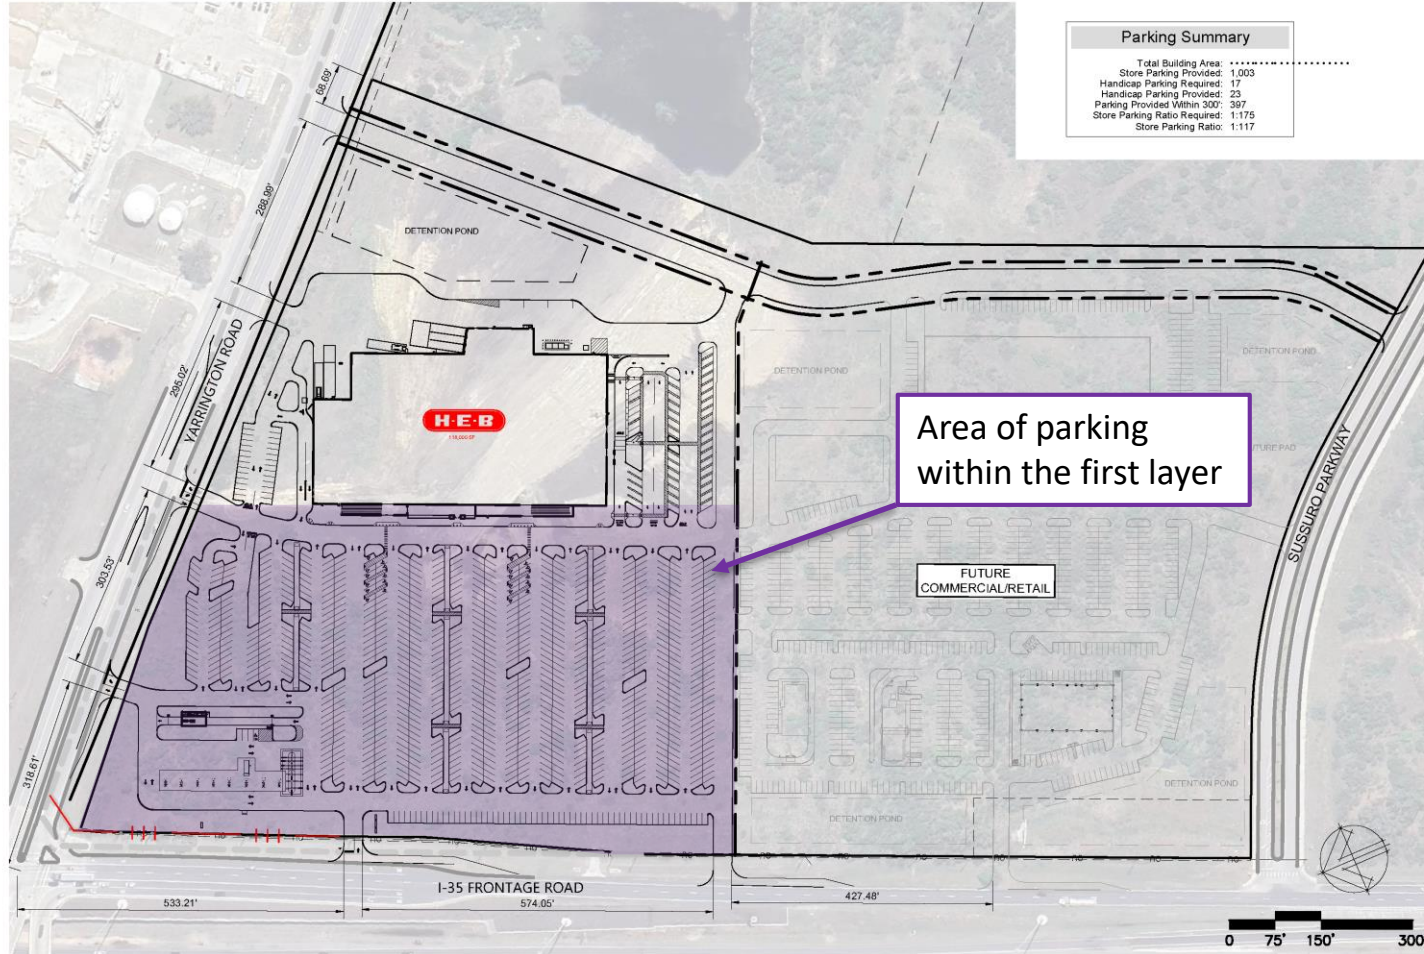 Parking Summary
Total Building Area:
Store Parking Provided: 1,003
Handicap Parking Required: 17
Handicap Parking Provided: 23
Parking Provided Within 300': 397
Store Parking Ratio Required: 1:175
Store Parking Ratio: 1:117
68.69'
288.99'
DETENTION POND
YARRINGTON ROAD
295.02'
H-E-B
DETENTION POND
DETENTION POND
Area of parking
within the first layer
SUSSURO PARKWAY
303.53'
FUTURE
COMMERCIAL/RETAIL
318.61'
DETENTION POND
DETENTION POND
I-35 FRONTAGE ROAD
533.21'
574.05'
427.48'
0 75' 150' 300